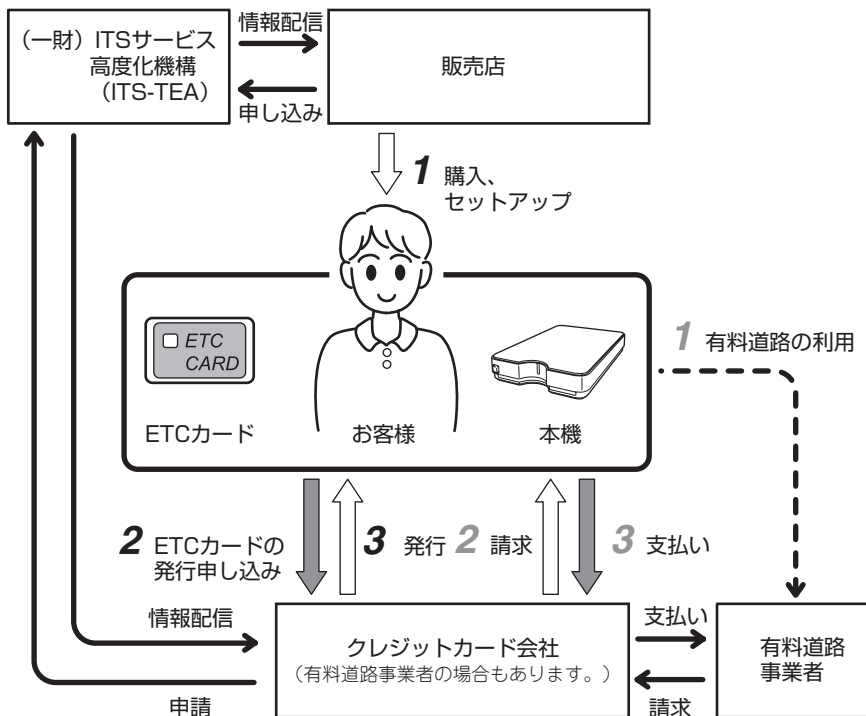 （一財）ITSサービス
高度化機構
（ITS-TEA）
情報配信
申し込み
販売店
1 購入、
セットアップ
ETC
CARD
ETCカード
お客様
本機
1 有料道路の利用
2 ETCカードの
発行申し込み
3 発行
2 請求
3 支払い
情報配信
申請
クレジットカード会社
（有料道路事業者の場合もあります。）
支払い
請求
有料道路
事業者